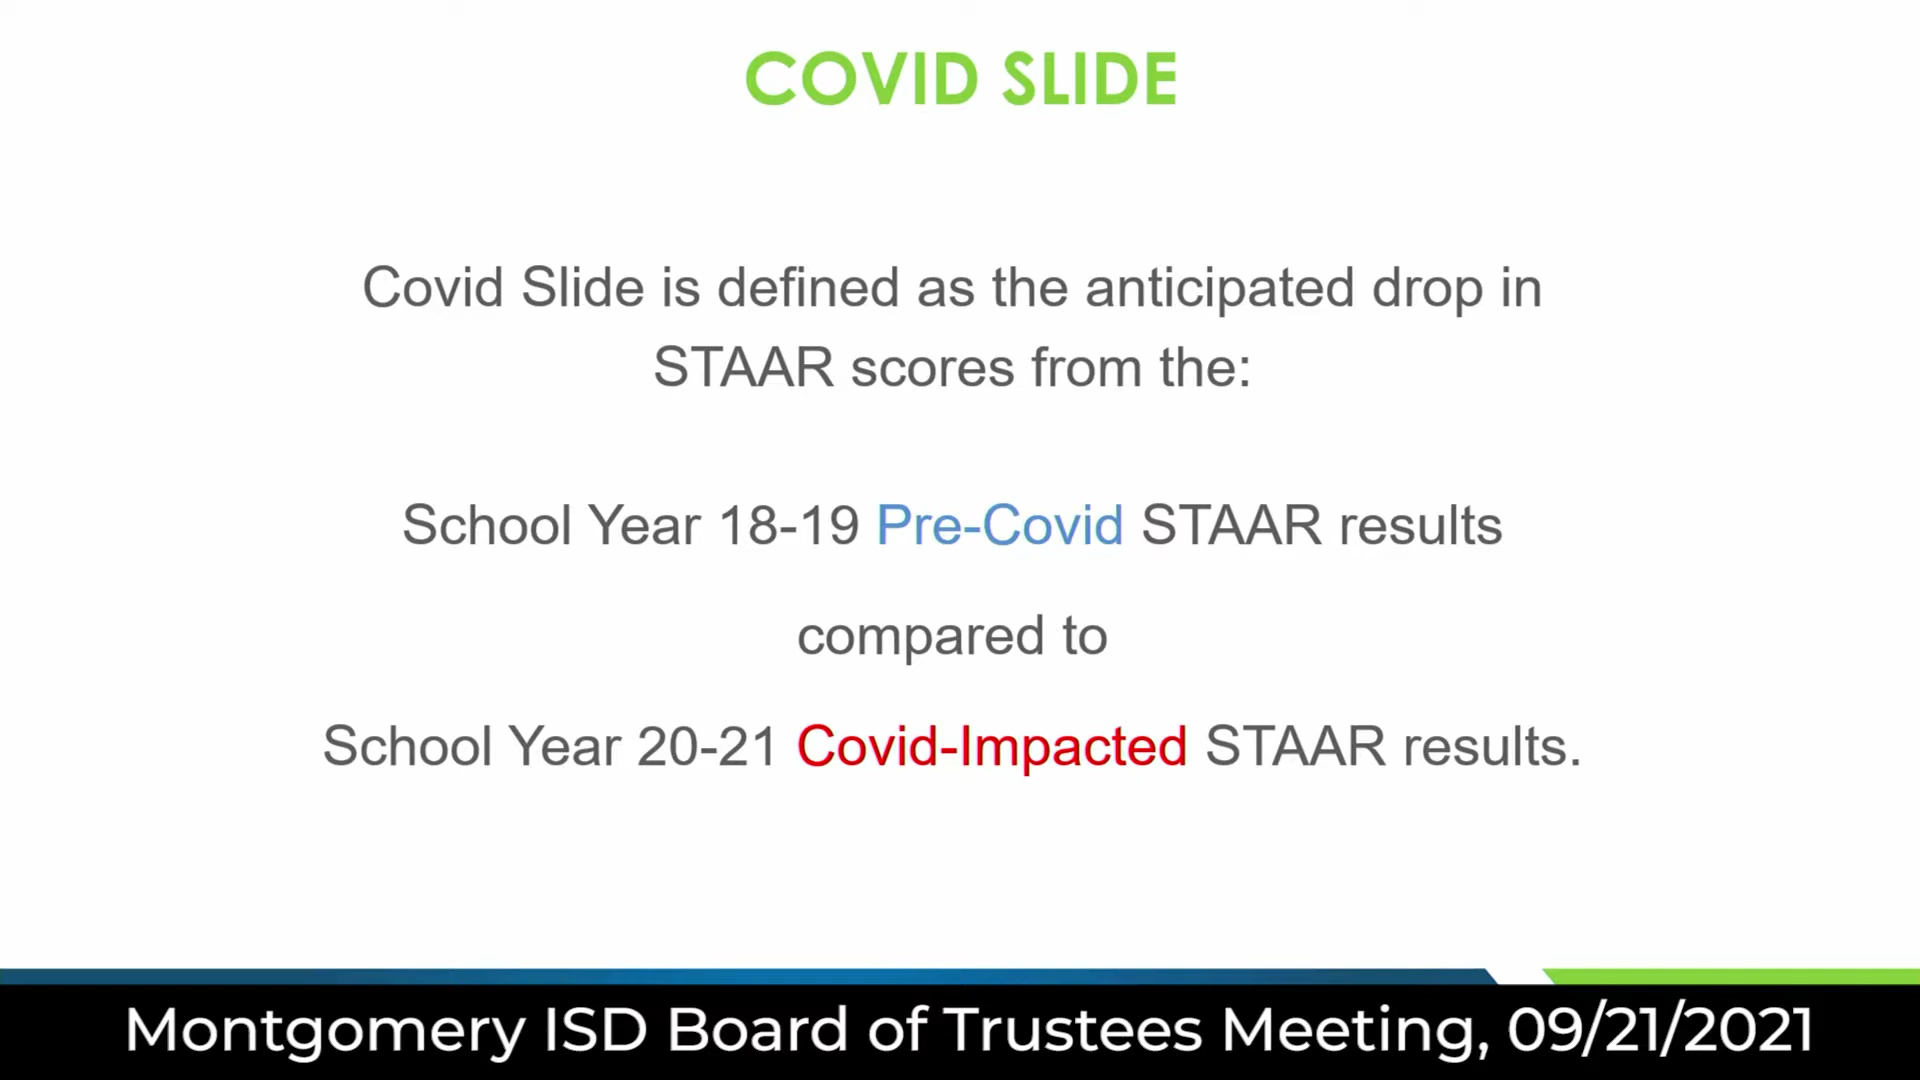 COVID SLIDE
Covid Slide is defined as the anticipated drop in
STAAR scores from the:
School Year 18-19 Pre-Covid STAAR results
compared to
School Year 20-21 Covid-Impacted STAAR results.
Montgomery ISD Board of Trustees Meeting, 09/21/2021